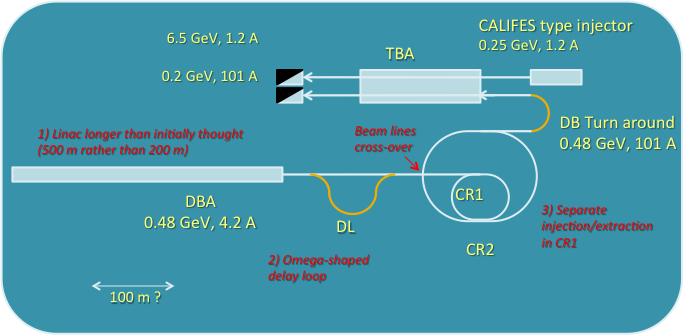 CALIFES type injector
0.25 GeV, 1.2 A
6.5 GeV, 1.2 A
TBA
0.2 GeV, 101 A
DB Turn around
0.48 GeV, 101 A
1) Linac longer than initially thought
(500 m rather than 200 m)
Beam lines
cross-over
DBA
0.48 GeV, 4.2 A
DL
CR1
CR2
3) Separate
injection/extraction
in CR1
2) Omega-shaped
delay loop
100 m ?